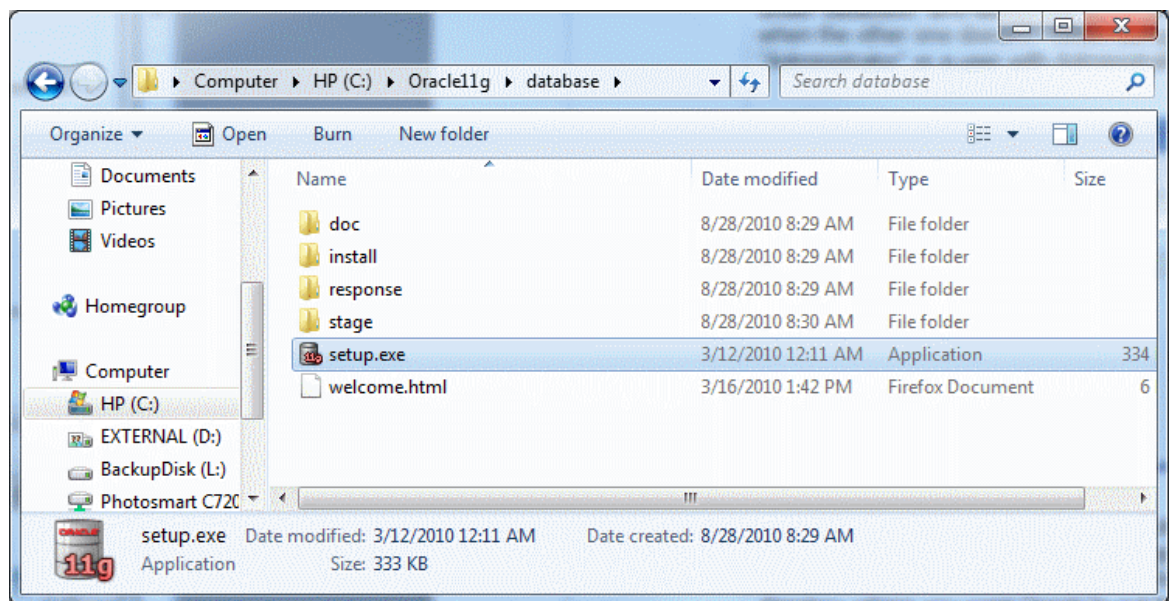 Computer HP (C:) Oracle11g database Search database
Organize Open Burn New folder
Documents
Pictures
Videos
Homegroup
Computer
HP (C:)
EXTERNAL (D:)
BackupDisk (L:)
Photosmart C720
Name Date modified Type Size
doc 8/28/2010 8:29 AM File folder
install 8/28/2010 8:29 AM File folder
response 8/28/2010 8:29 AM File folder
stage 8/28/2010 8:30 AM File folder
setup.exe 3/12/2010 12:11 AM Application 334
welcome.html 3/16/2010 1:42 PM Firefox Document 6
ORACLE
11g
setup.exe Date modified: 3/12/2010 12:11 AM Date created: 8/28/2010 8:29 AM
Application Size: 333 KB